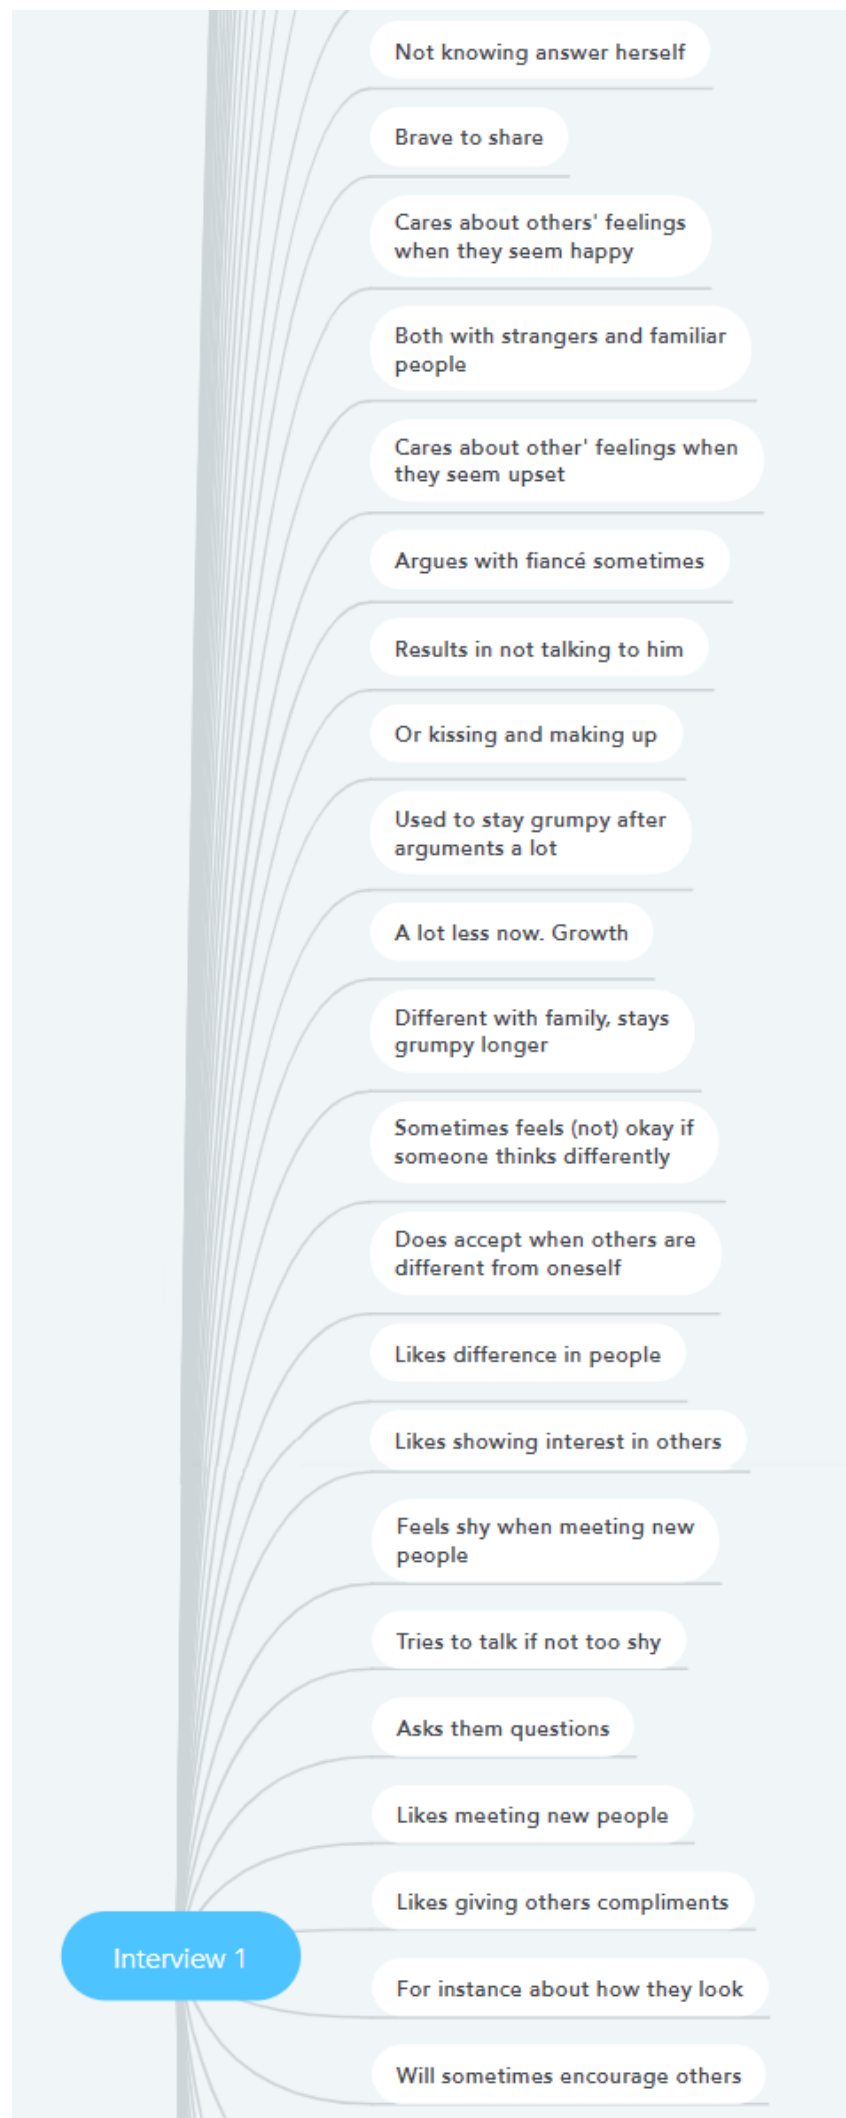 Not knowing answer herself
Brave to share
Cares about others' feelings
when they seem happy
Both with strangers and familiar
people
Cares about other' feelings when
they seem upset
Argues with fiancé sometimes
Results in not talking to him
Or kissing and making up
Used to stay grumpy after
arguments a lot
A lot less now. Growth
Different with family, stays
grumpy longer
Sometimes feels (not) okay if
someone thinks differently
Does accept when others are
different from oneself
Likes difference in people
Likes showing interest in others
Feels shy when meeting new
people
Tries to talk if not too shy
Asks them questions
Likes meeting new people
Likes giving others compliments
Interview 1
For instance about how they look
Will sometimes encourage others